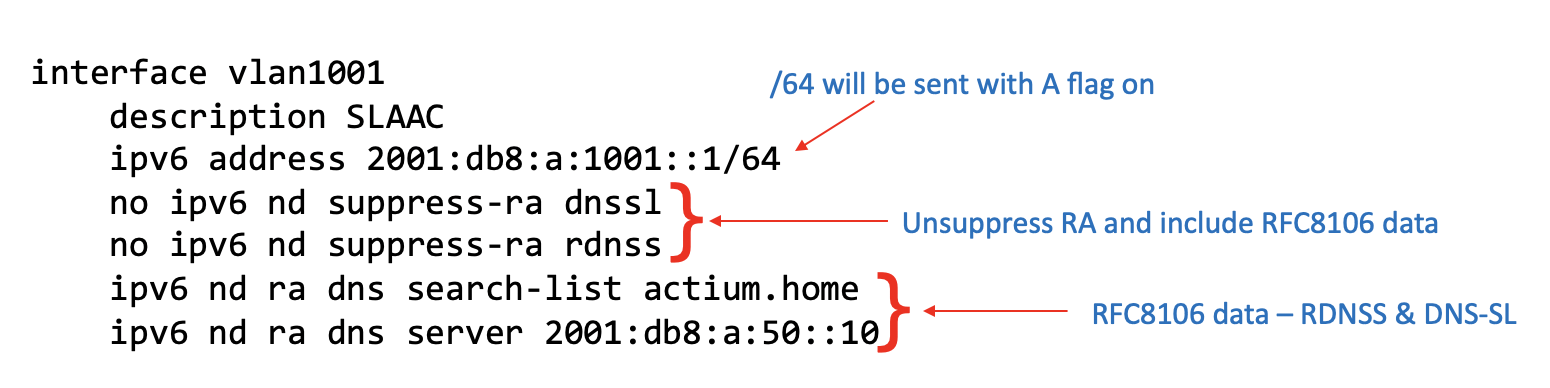 interface vlan1001
/64 will be sent with A flag on
description SLAAC
ipv6 address 2001:db8:a:1001::1/64
no ipv6 nd suppress-ra dnssl
no ipv6 nd suppress-ra rdnss
Unsuppress RA and include RFC8106 data
ipv6 nd ra dns search-list actium.home
ipv6 nd ra dns server 2001:db8:a:50::10
RFC8106 data – RDNSS & DNS-SL